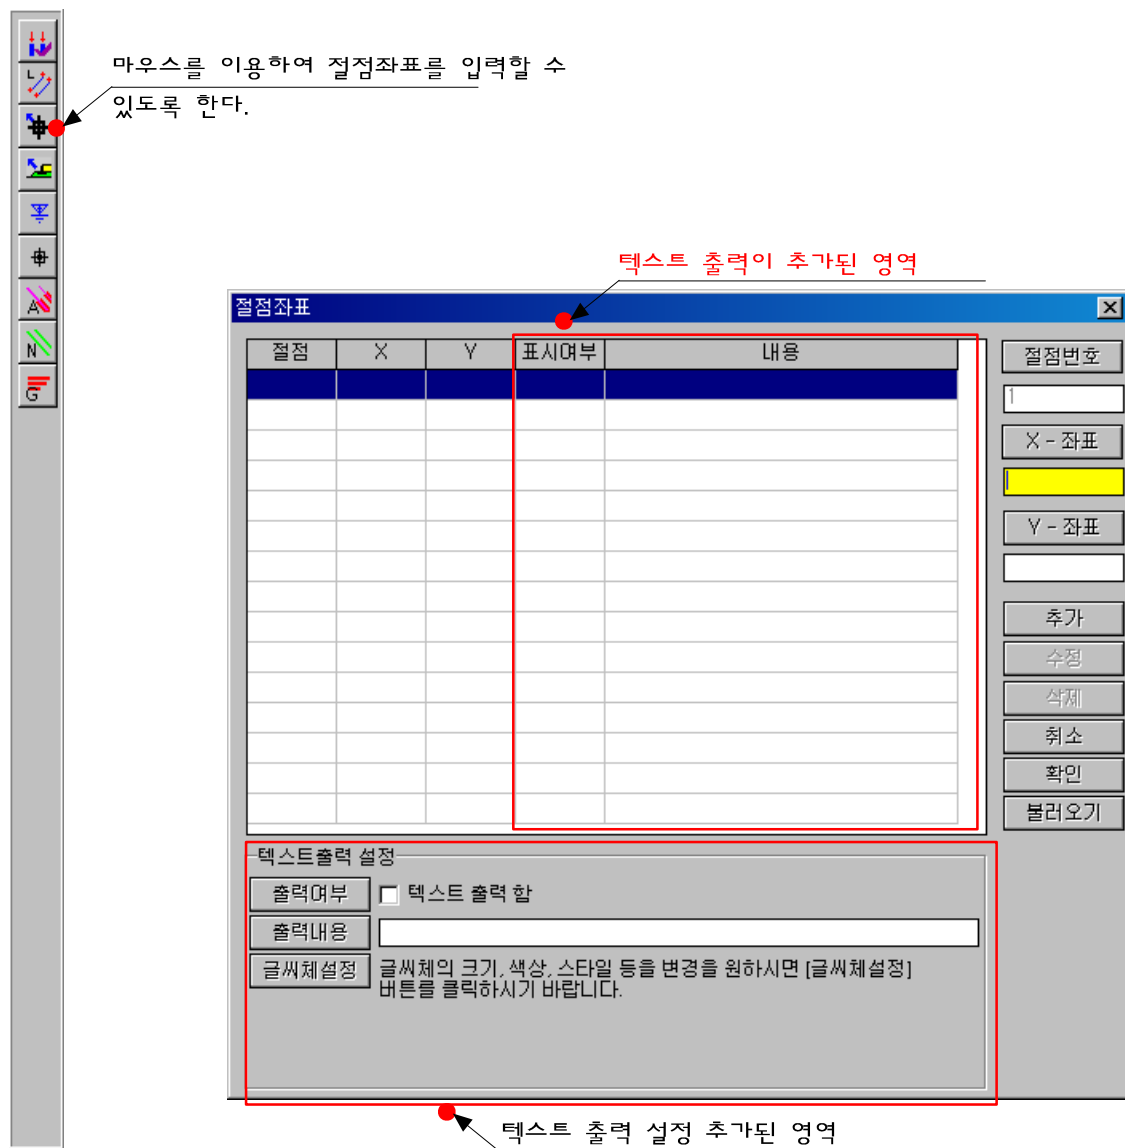 마우스를 이용하여 절점좌표를 입력할 수
있도록 한다.
L
A
N
G
텍스트 출력이 추가된 영역
절점좌표
절점 X Y 표시여부 내용
절점번호
1
X - 좌표
Y - 좌표
추가
수정
삭제
취소
확인
불러오기
텍스트출력 설정
출력여부 텍스트 출력 함
출력내용
글씨체설정 글씨체의 크기, 색상, 스타일 등을 변경을 원하시면 [글씨체설정]
버튼를 클릭하시기 바랍니다.
텍스트 출력 설정 추가된 영역